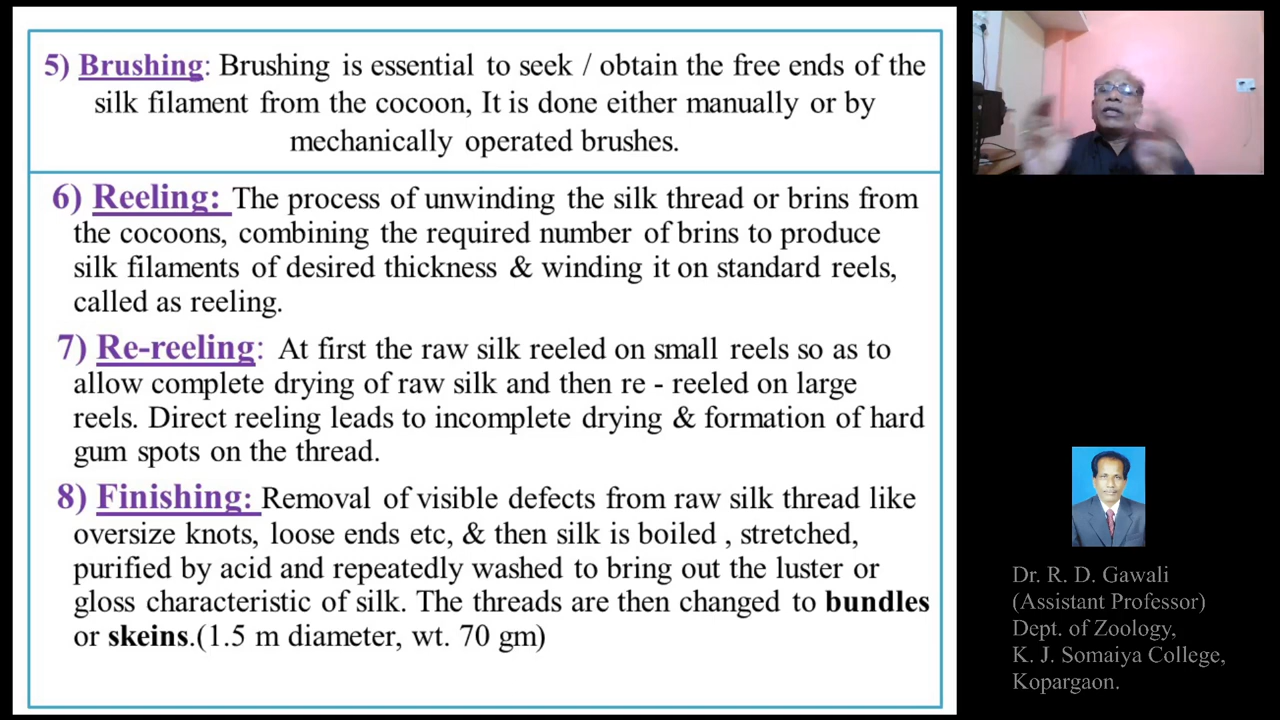 5) Brushing: Brushing is essential to seek / obtain the free ends of the
silk filament from the cocoon, It is done either manually or by
mechanically operated brushes.
6) Reeling: The process of unwinding the silk thread or brins from
the cocoons, combining the required number of brins to produce
silk filaments of desired thickness & winding it on standard reels,
called as reeling.
7) Re-reeling: At first the raw silk reeled on small reels so as to
allow complete drying of raw silk and then re - reeled on large
reels. Direct reeling leads to incomplete drying & formation of hard
gum spots on the thread.
8) Finishing: Removal of visible defects from raw silk thread like
oversize knots, loose ends etc, & then silk is boiled , stretched,
purified by acid and repeatedly washed to bring out the luster or
gloss characteristic of silk. The threads are then changed to bundles
or skeins.(1.5 m diameter, wt. 70 gm)
Dr. R. D. Gawali
(Assistant Professor)
Dept. of Zoology,
K. J. Somaiya College,
Kopargaon.